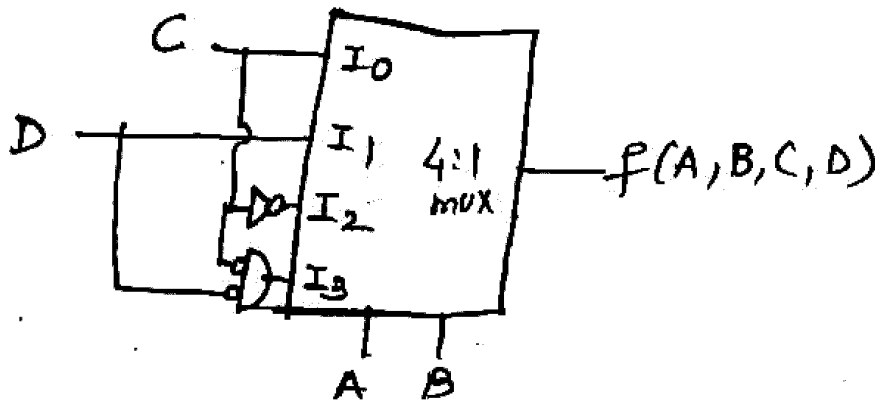 C
I0
D
I1
4:1
mux
f(A,B,C,D)
I2
I3
A B